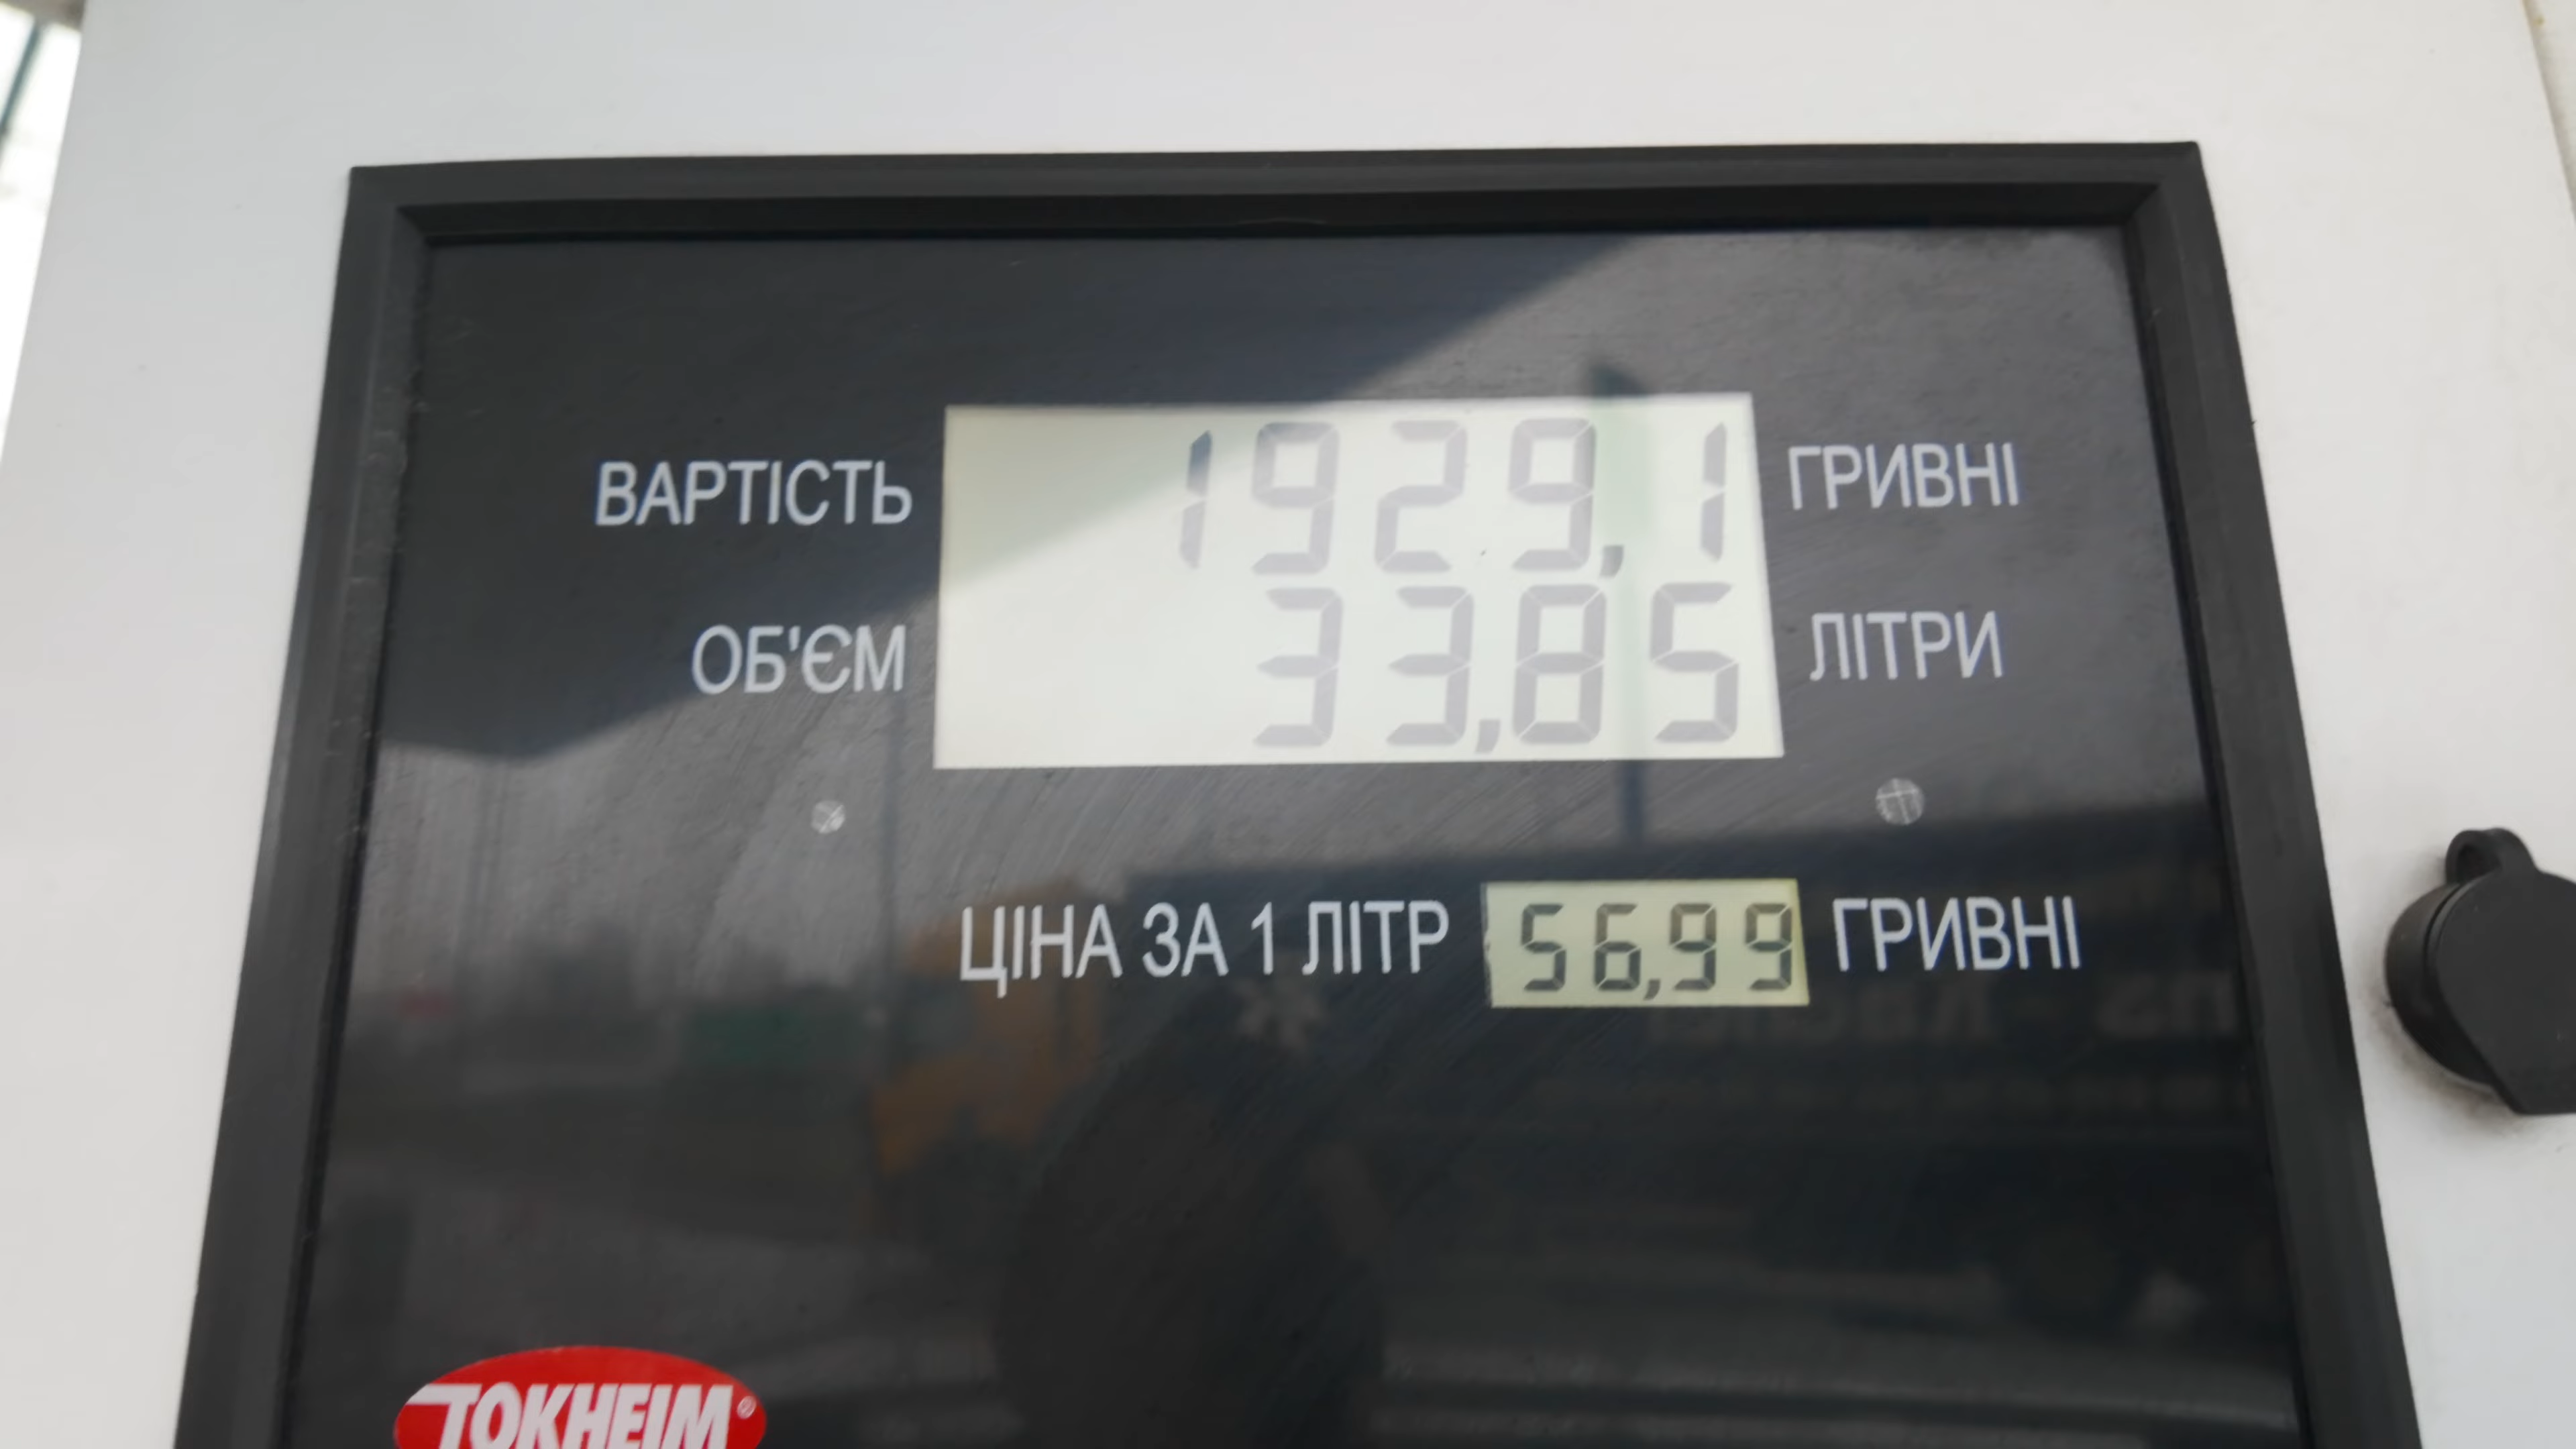 ВАРТІСТЬ 1929,1 ГРИВНІ
ОБ'ЄМ 33,85 ЛІТРИ
ЦІНА ЗА 1 ЛІТР 56,99 ГРИВНІ
TOKHEIM®